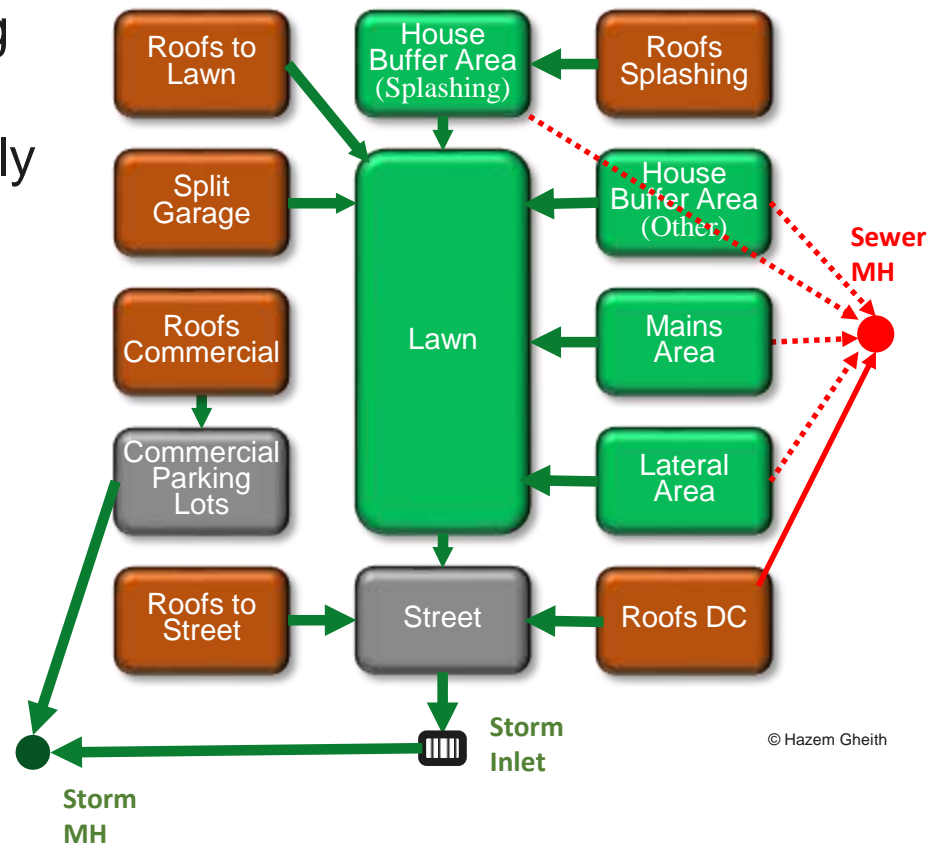 g
ly
Roofs to
Lawn
House
Buffer Area
(Splashing)
Roofs
Splashing
Split
Garage
House
Buffer Area
(Other)
Sewer
MH
Roofs
Commercial
Lawn
Mains
Area
Commercial
Parking
Lots
Lateral
Area
Roofs to
Street
Street
Roofs DC
Storm
Inlet
© Hazem Gheith
Storm
MH